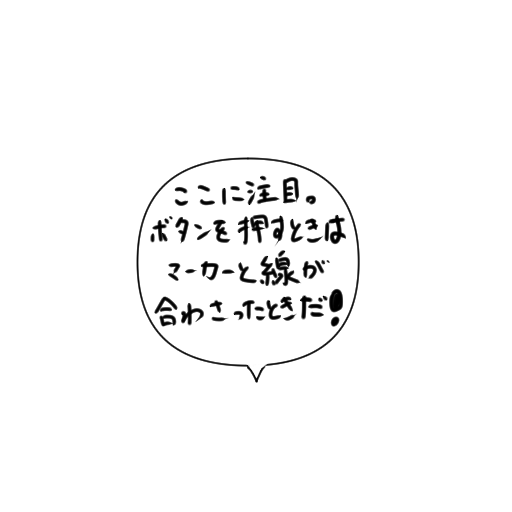 ここに注目。
ボタンを押すときは
マーカーと線が
合わさったときだ!